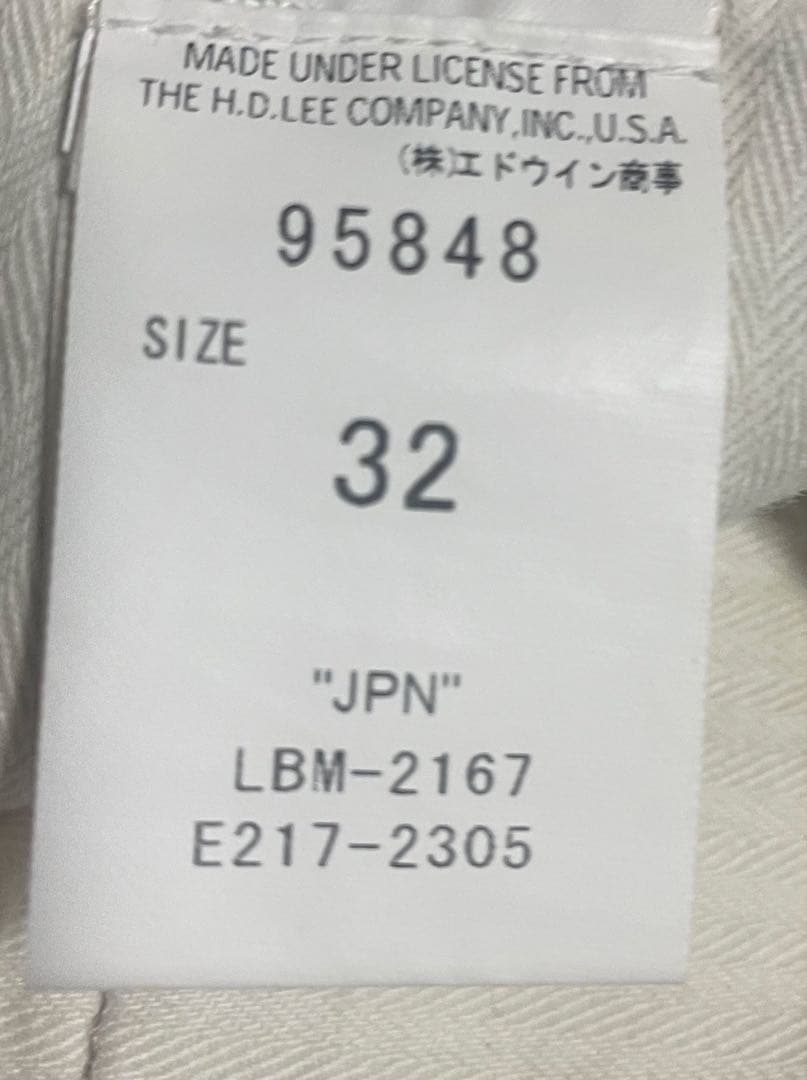 MADE UNDER LICENSE FROM
THE H.D.LEE COMPANY,INC.,U.S.A.
(株)エドウイン商事
95848
SIZE
32
"JPN"
LBM-2167
E217-2305